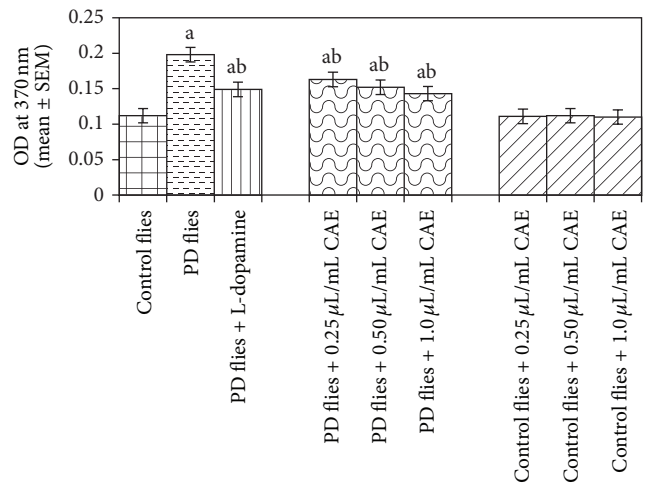 OD at 370 nm
(mean ± SEM)
0.25
0.2
0.15
0.1
0.05
0
a
ab
ab
ab
ab
Control flies
PD flies
PD flies + L-dopamine
PD flies + 0.25 μL/mL CAE
PD flies + 0.50 μL/mL CAE
PD flies + 1.0 μL/mL CAE
Control flies + 0.25 μL/mL CAE
Control flies + 0.50 μL/mL CAE
Control flies + 1.0 μL/mL CAE